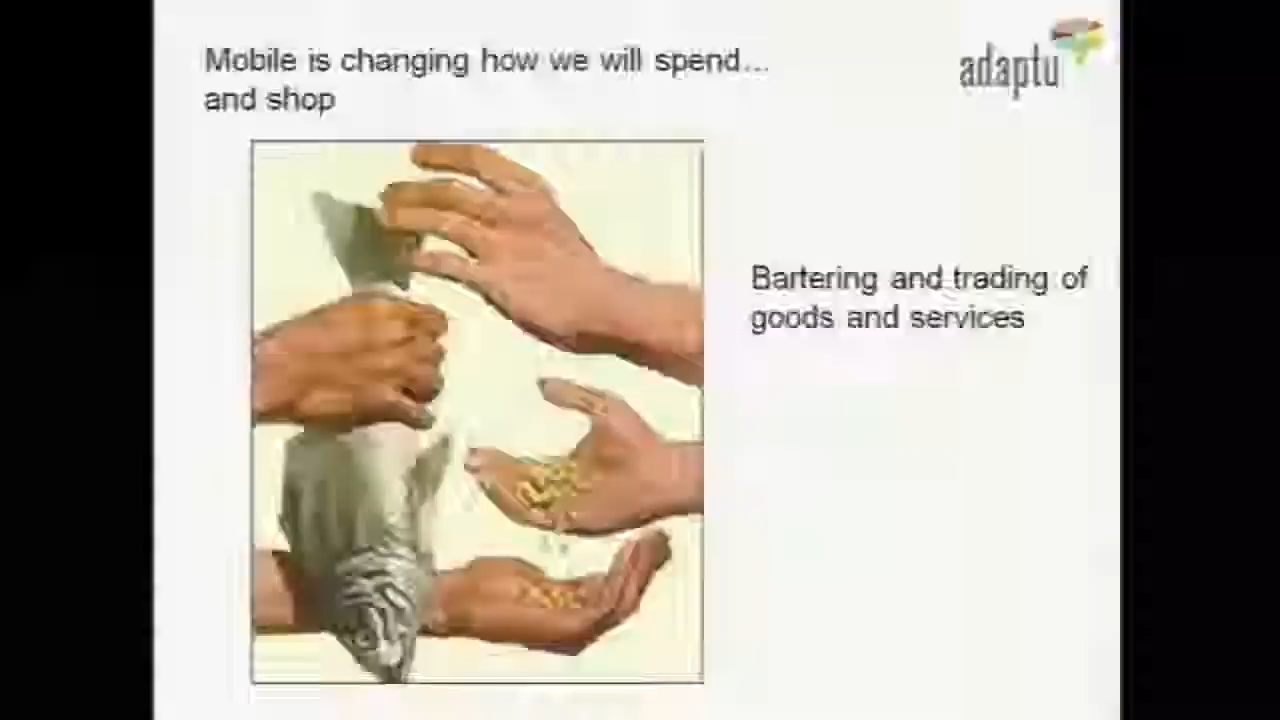 Mobile is changing how we will spend...
and shop
adaptu
Bartering and trading of
goods and services